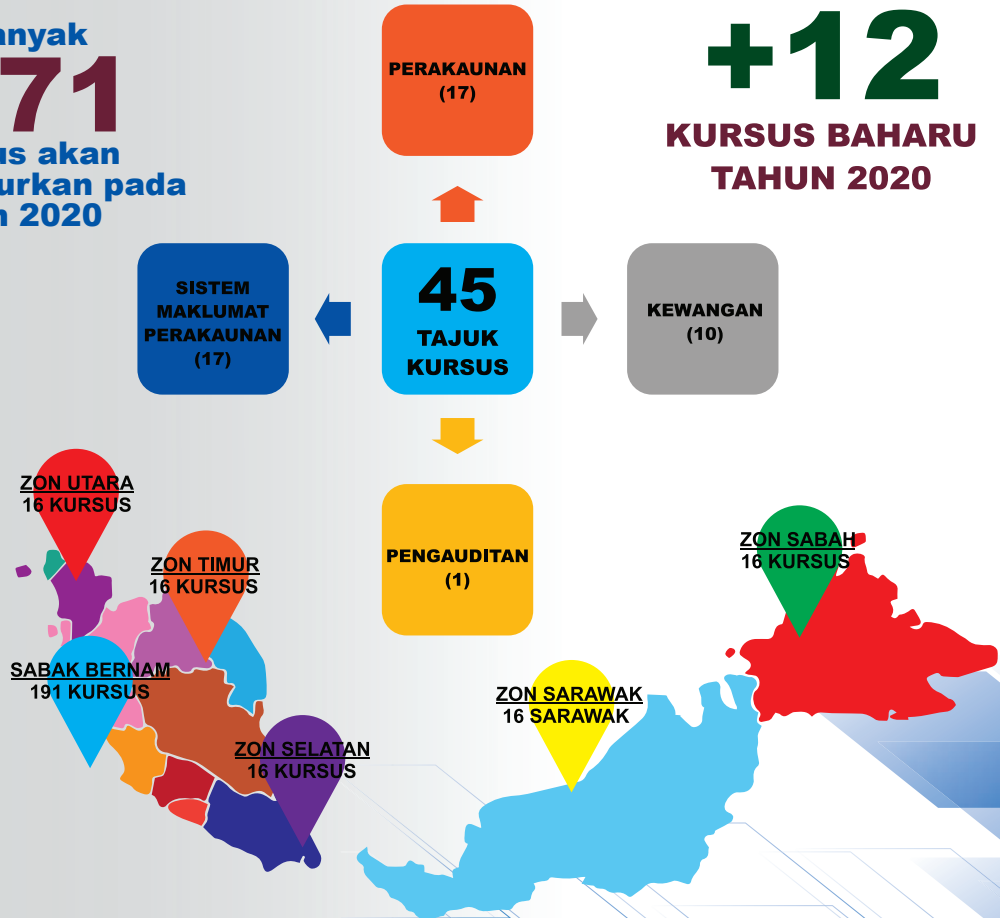 anyak
71
us akan
urkan pada
n 2020
PERAKAUNAN
(17)
+12
KURSUS BAHARU
TAHUN 2020
SISTEM
MAKLUMAT
PERAKAUNAN
(17)
45
TAJUK
KURSUS
KEWANGAN
(10)
PENGAUDITAN
(1)
ZON UTARA
16 KURSUS
ZON TIMUR
16 KURSUS
SABAK BERNAM
191 KURSUS
ZON SELATAN
16 KURSUS
ZON SARAWAK
16 SARAWAK
ZON SABAH
16 KURSUS